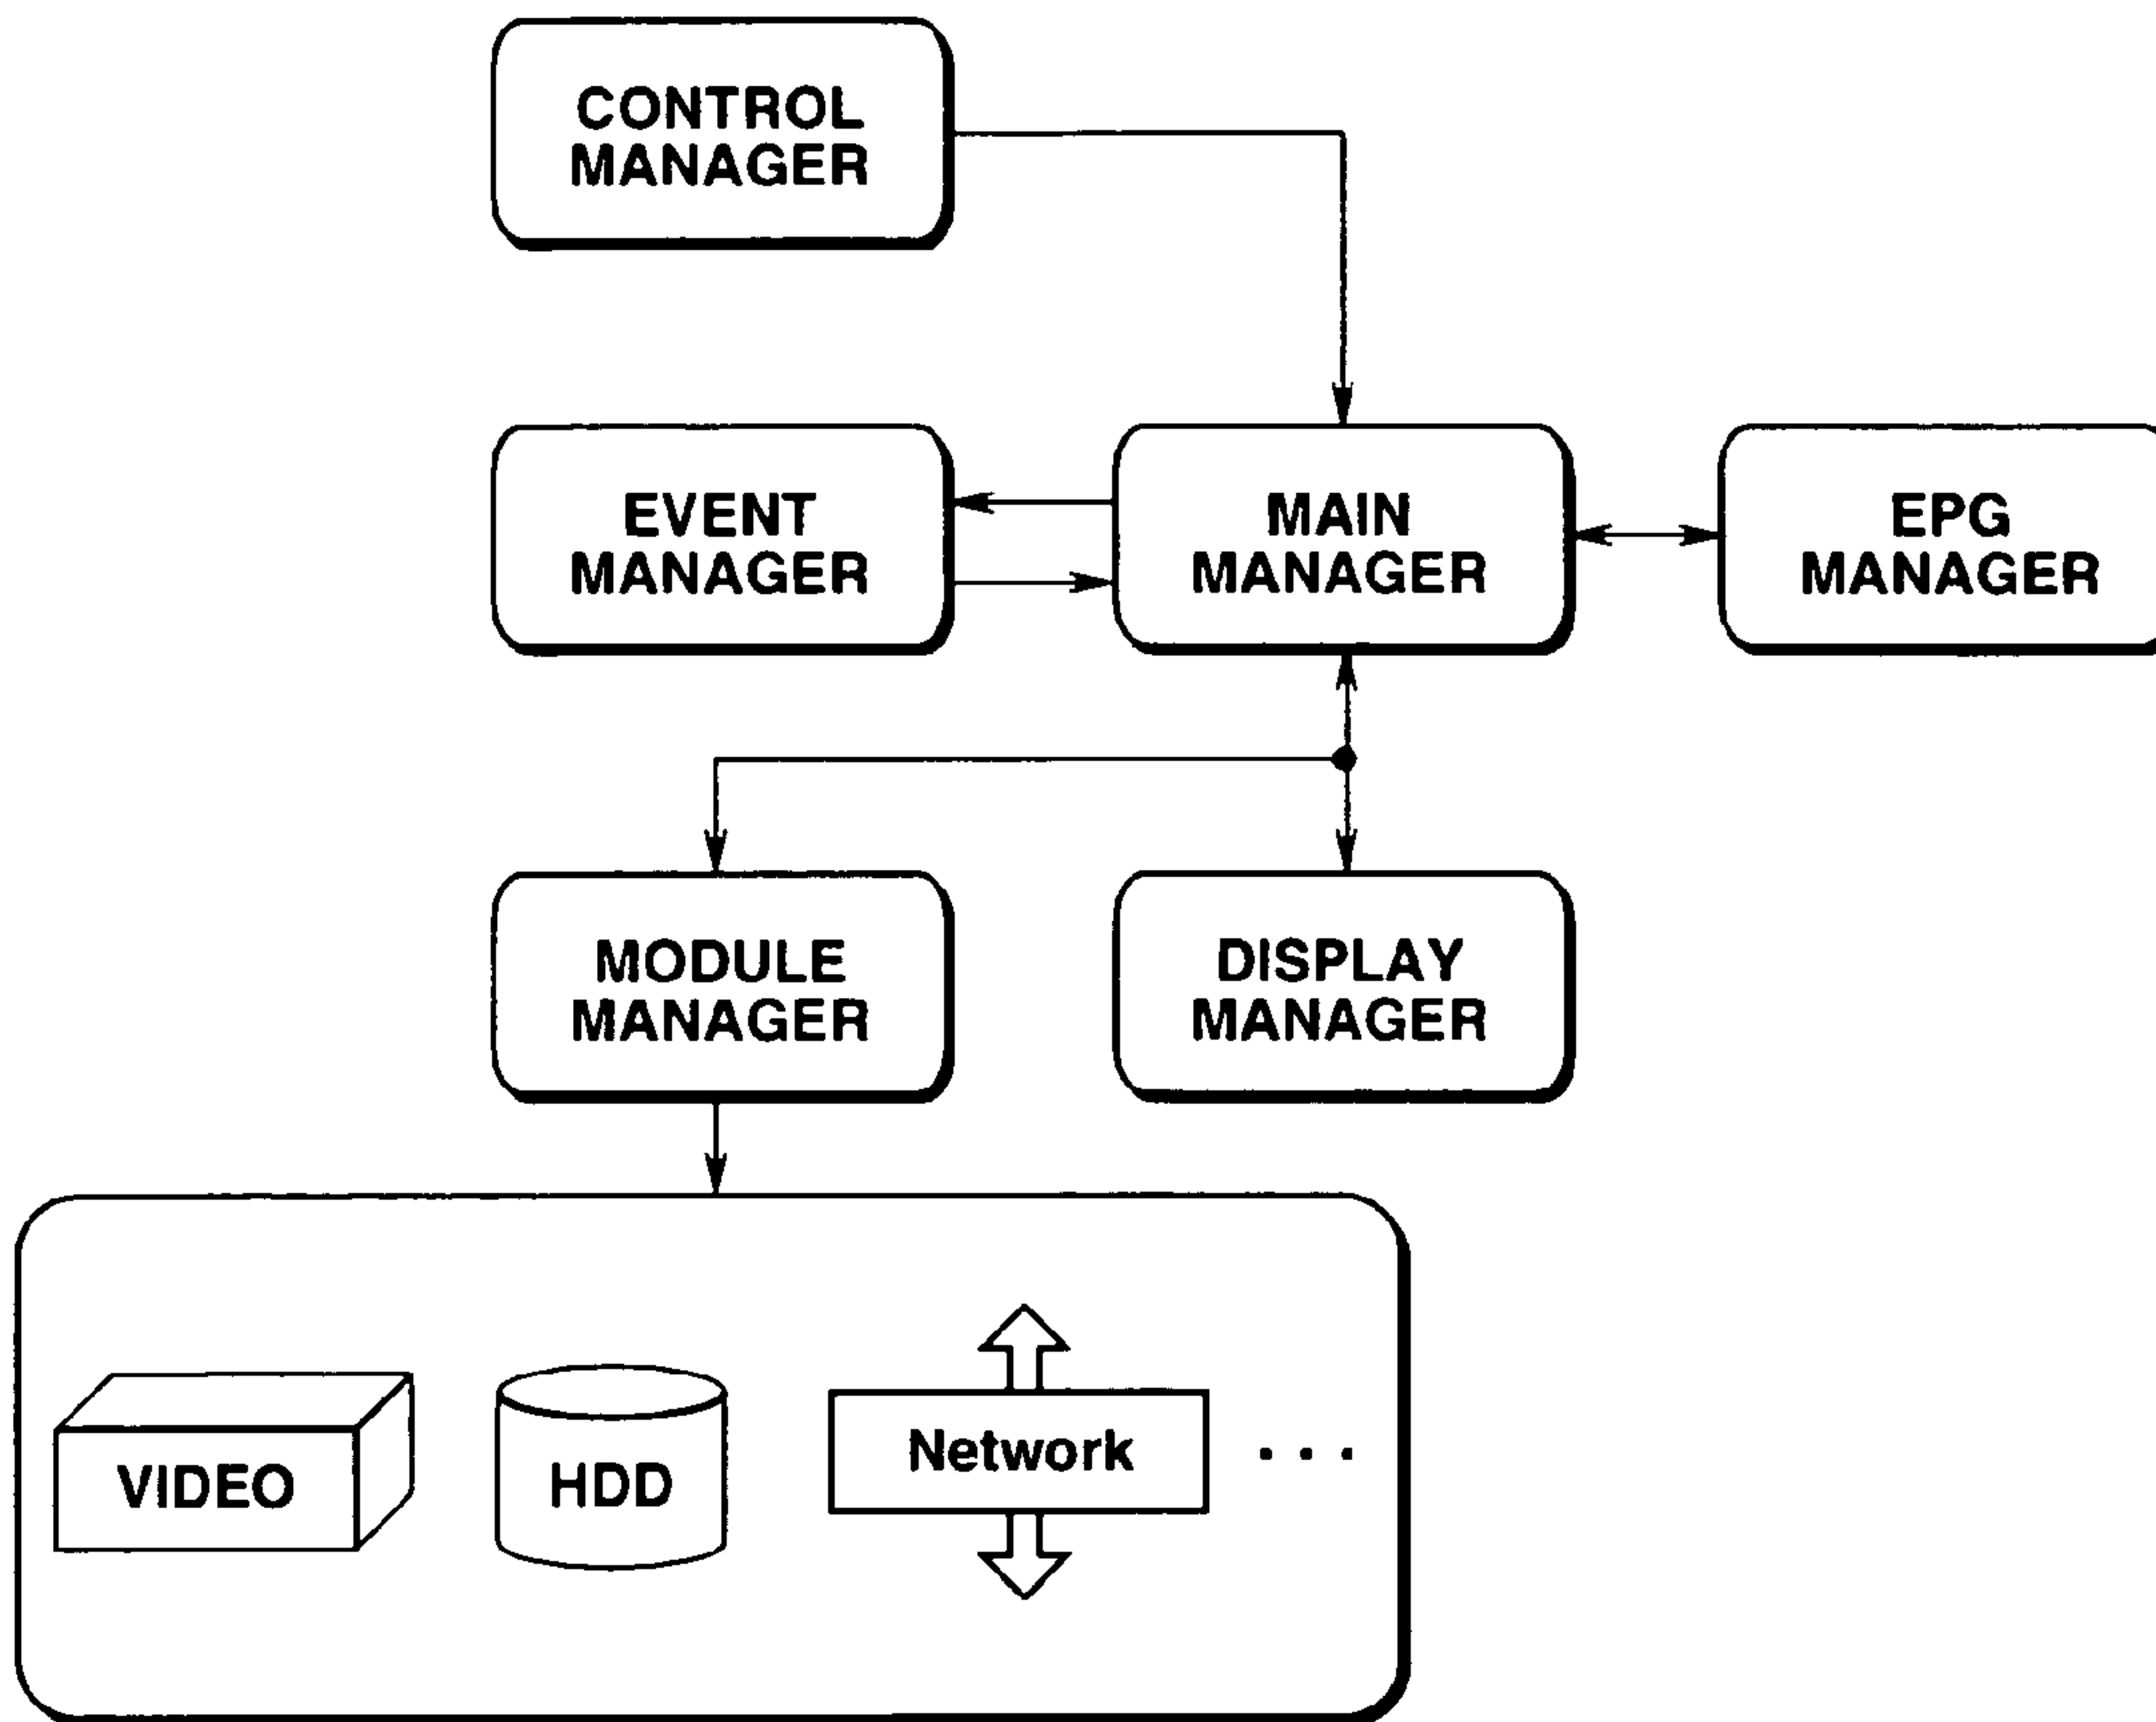 CONTROL
MANAGER
EVENT
MANAGER
MAIN
MANAGER
EPG
MANAGER
MODULE
MANAGER
DISPLAY
MANAGER
VIDEO
HDD
Network
...